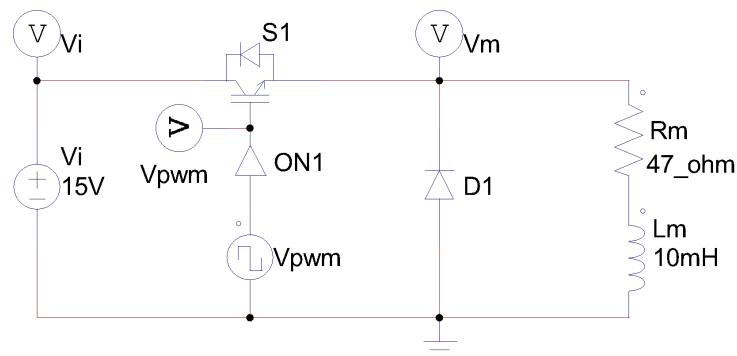 V Vi
S1
V Vm
V
Vpwm
Vi
15V
ON1
Vpwm
D1
Rm
47_ohm
Lm
10mH